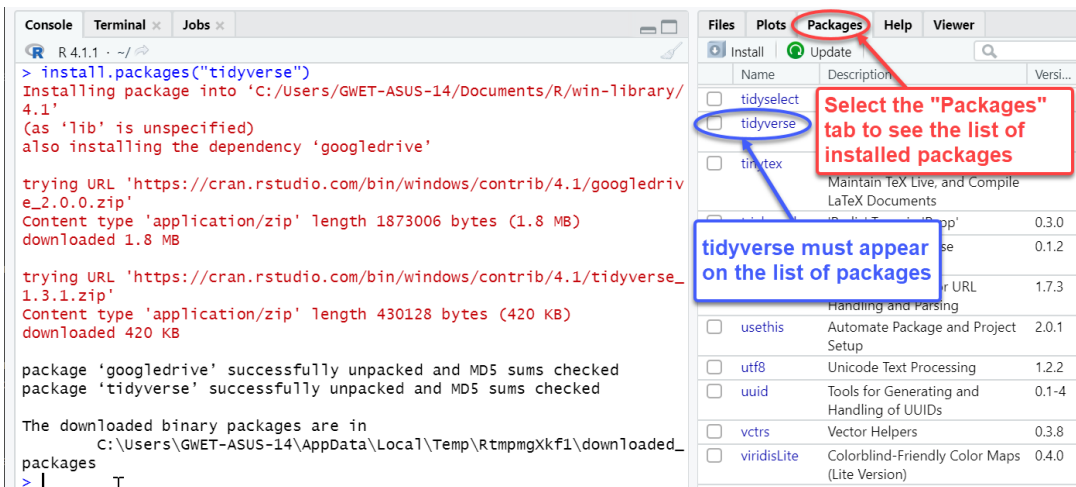 Console Terminal Jobs
R 4.1.1 · ~/
> install.packages("tidyverse")
Installing package into ‘C:/Users/GWET-ASUS-14/Documents/R/win-library/
4.1’
(as ‘lib’ is unspecified)
also installing the dependency ‘googledrive’
trying URL 'https://cran.rstudio.com/bin/windows/contrib/4.1/googledriv
e_2.0.0.zip'
Content type 'application/zip' length 1873006 bytes (1.8 MB)
downloaded 1.8 MB
trying URL 'https://cran.rstudio.com/bin/windows/contrib/4.1/tidyverse_
1.3.1.zip'
Content type 'application/zip' length 430128 bytes (420 KB)
downloaded 420 KB
package ‘googledrive’ successfully unpacked and MD5 sums checked
package ‘tidyverse’ successfully unpacked and MD5 sums checked
The downloaded binary packages are in
C:\Users\GWET-ASUS-14\AppData\Local\Temp\RtmpmgXkf1\downloaded_
packages
>
Files Plots Packages Help Viewer
Install Update
Name Description Versi...
tidyselect
tidyverse
Select the "Packages"
tab to see the list of
installed packages
tinytex
Maintain TeX Live, and Compile
LaTeX Documents
0.3.0
0.1.2
tidyverse must appear
on the list of packages
URL 1.7.3
Handling and Parsing
usethis Automate Package and Project 2.0.1
Setup
utf8 Unicode Text Processing 1.2.2
uuid Tools for Generating and 0.1-4
Handling of UUIDs
vctrs Vector Helpers 0.3.8
viridisLite Colorblind-Friendly Color Maps 0.4.0
(Lite Version)